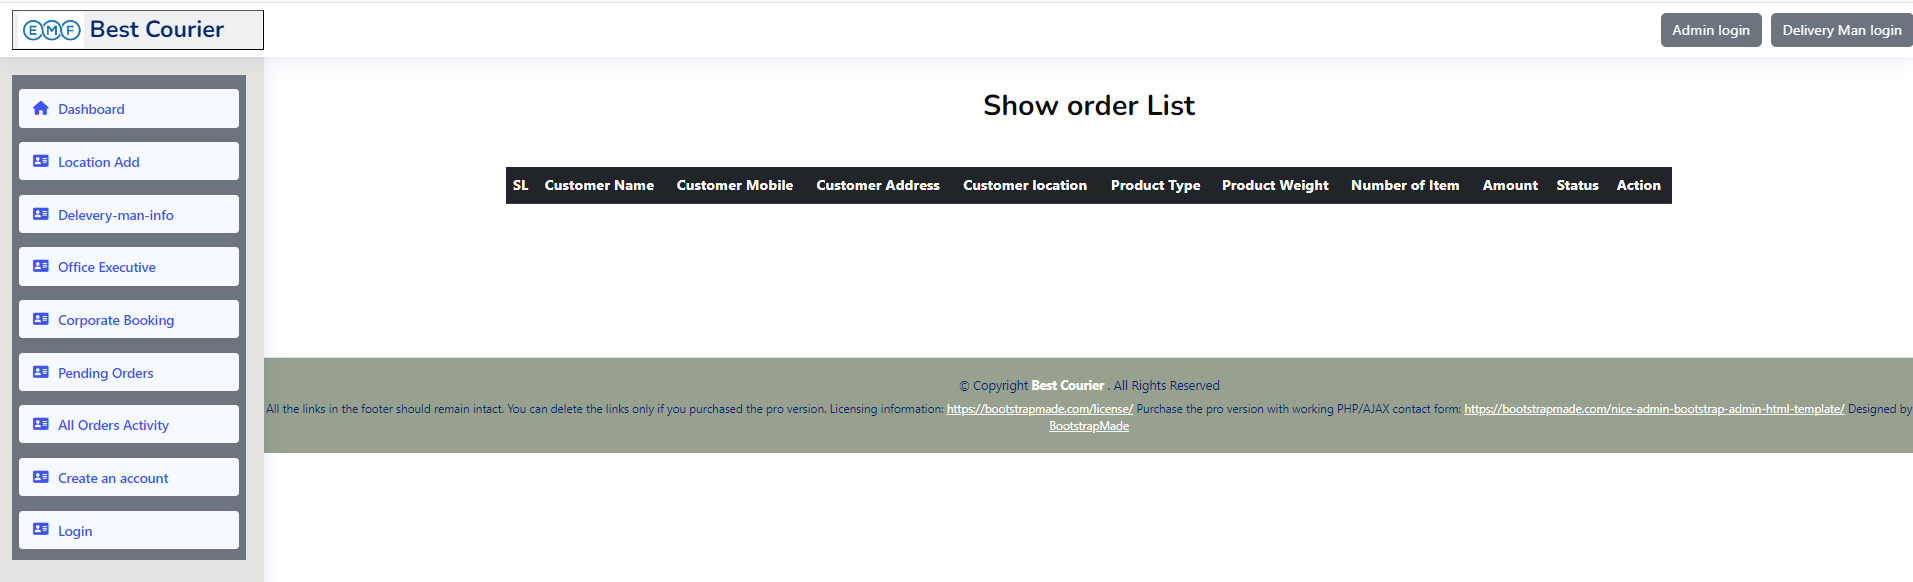 EMF Best Courier
Admin login
Delivery Man login
Dashboard
Location Add
Delevery-man-info
Office Executive
Corporate Booking
Pending Orders
All Orders Activity
Create an account
Login
Show order List
SL Customer Name Customer Mobile Customer Address Customer location Product Type Product Weight Number of Item Amount Status Action
© Copyright Best Courier . All Rights Reserved
All the links in the footer should remain intact. You can delete the links only if you purchased the pro version. Licensing information: https://bootstrapmade.com/license/ Purchase the pro version with working PHP/AJAX contact form: https://bootstrapmade.com/nice-admin-bootstrap-admin-html-template/ Designed by
BootstrapMade